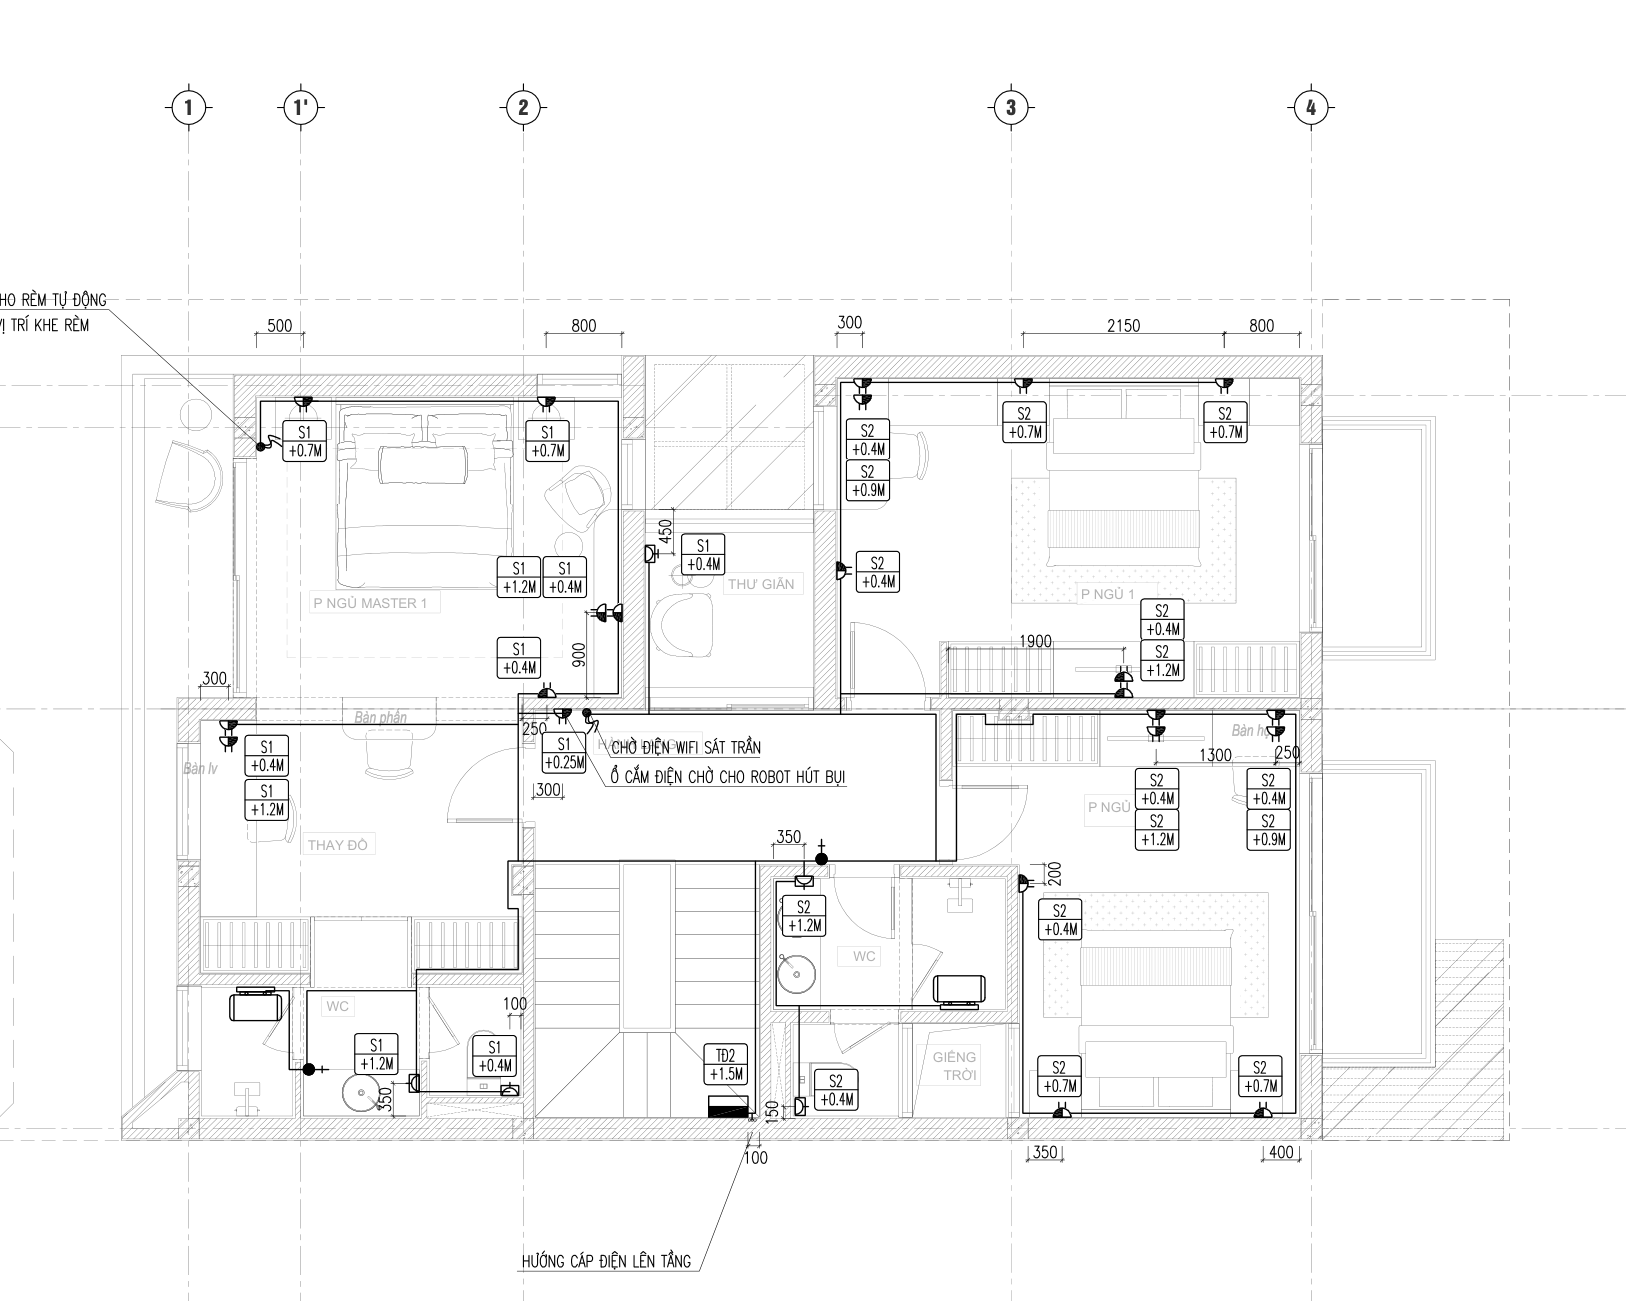 1
1'
2
3
4
HO RÈM TỰ ĐỘNG
VỊ TRÍ KHE RÈM
500
800
300
2150
800
S1
+0.7M
S1
+0.7M
S2
+0.4M
S2
+0.9M
S2
+0.7M
S2
+0.7M
450
S1
+0.4M
THƯ GIÃN
S2
+0.4M
S1
+1.2M
S1
+0.4M
P NGỦ MASTER 1
P NGỦ 1
S2
+0.4M
S2
+1.2M
1900
S1
+0.4M
900
300
Bàn phấn
250
S1
+0.25M
CHỜ ĐIỆN WIFI SÁT TRẦN
Ổ CẮM ĐIỆN CHỜ CHO ROBOT HÚT BỤI
300
Bàn lv
S1
+0.4M
S1
+1.2M
THAY ĐỒ
1300
250
P NGỦ
S2
+0.4M
S2
+1.2M
S2
+0.4M
S2
+0.9M
350
200
S2
+1.2M
S2
+0.4M
WC
WC
100
S1
+1.2M
S1
+0.4M
350
TĐ2
+1.5M
GIẾNG
TRỜI
S2
+0.4M
150
S2
+0.7M
S2
+0.7M
100
350
400
HƯỚNG CÁP ĐIỆN LÊN TẦNG